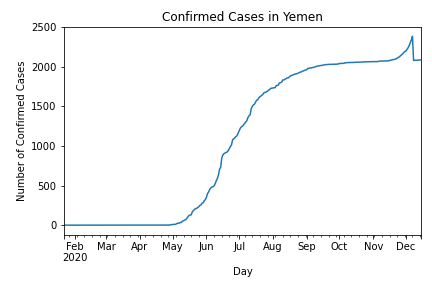 Confirmed Cases in Yemen
Number of Confirmed Cases
2500
2000
1500
1000
500
0
Feb Mar Apr May Jun Jul Aug Sep Oct Nov Dec
2020
Day